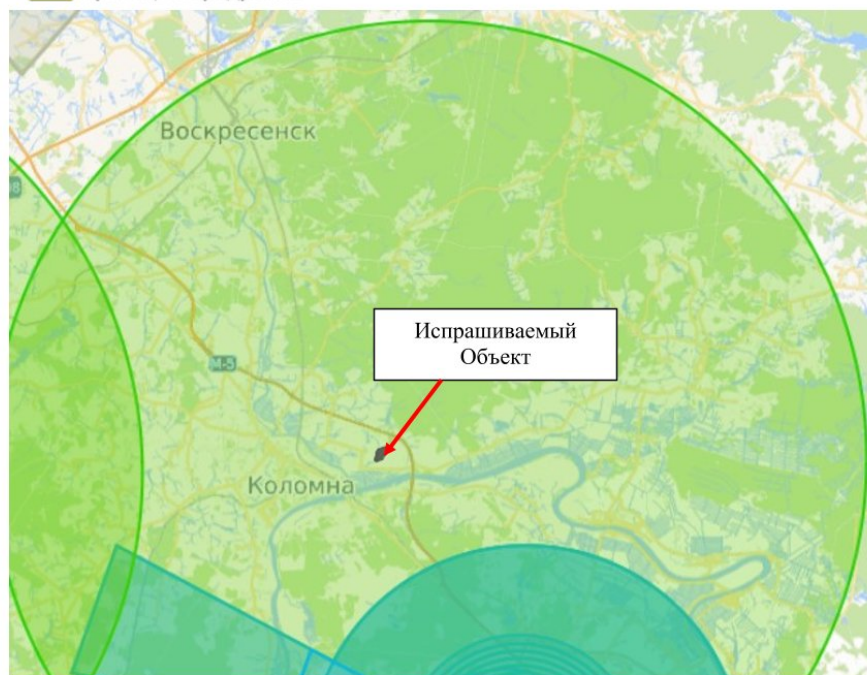 Воскресенск
Испрашиваемый
Объект
М-5
Коломна